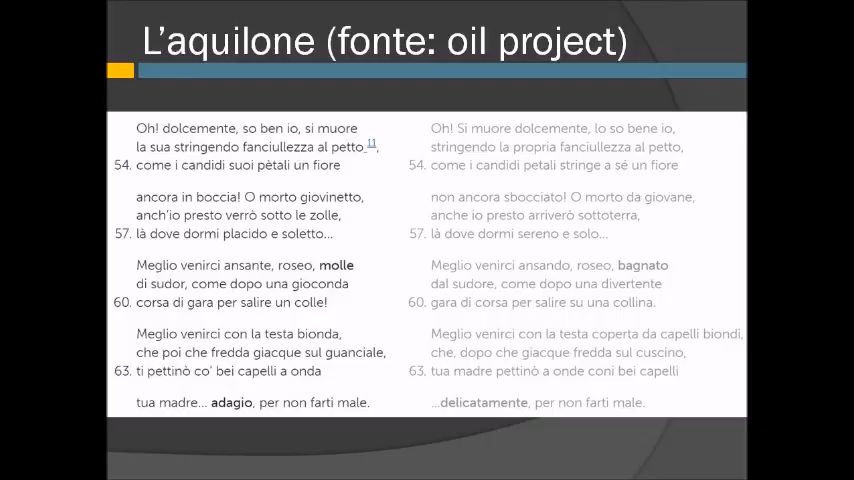 L'aquilone (fonte: oil project)
Oh! dolcemente, so ben io, si muore
la sua stringendo fanciullezza al petto 11,
54. come i candidi suoi pètali un fiore
ancora in boccia! O morto giovinetto,
anch'io presto verrò sotto le zolle,
57. là dove dormi placido e soletto...
Meglio venirci ansante, roseo, molle
di sudor, come dopo una gioconda
60. corsa di gara per salire un colle!
Meglio venirci con la testa bionda,
che poi che fredda giacque sul guanciale,
63. ti pettinò co' bei capelli a onda
tua madre... adagio, per non farti male.
Oh! Si muore dolcemente, lo so bene io,
stringendo la propria fanciullezza al petto,
54. come i candidi petali stringe a sé un fiore
non ancora sbocciato! O morto da giovane,
anche io presto arriverò sottoterra,
57. là dove dormi sereno e solo...
Meglio venirci ansando, roseo, bagnato
dal sudore, come dopo una divertente
60. gara di corsa per salire su una collina.
Meglio venirci con la testa coperta da capelli biondi,
che, dopo che giacque fredda sul cuscino,
63. tua madre pettinò a onde coni bei capelli
...delicatamente, per non farti male.